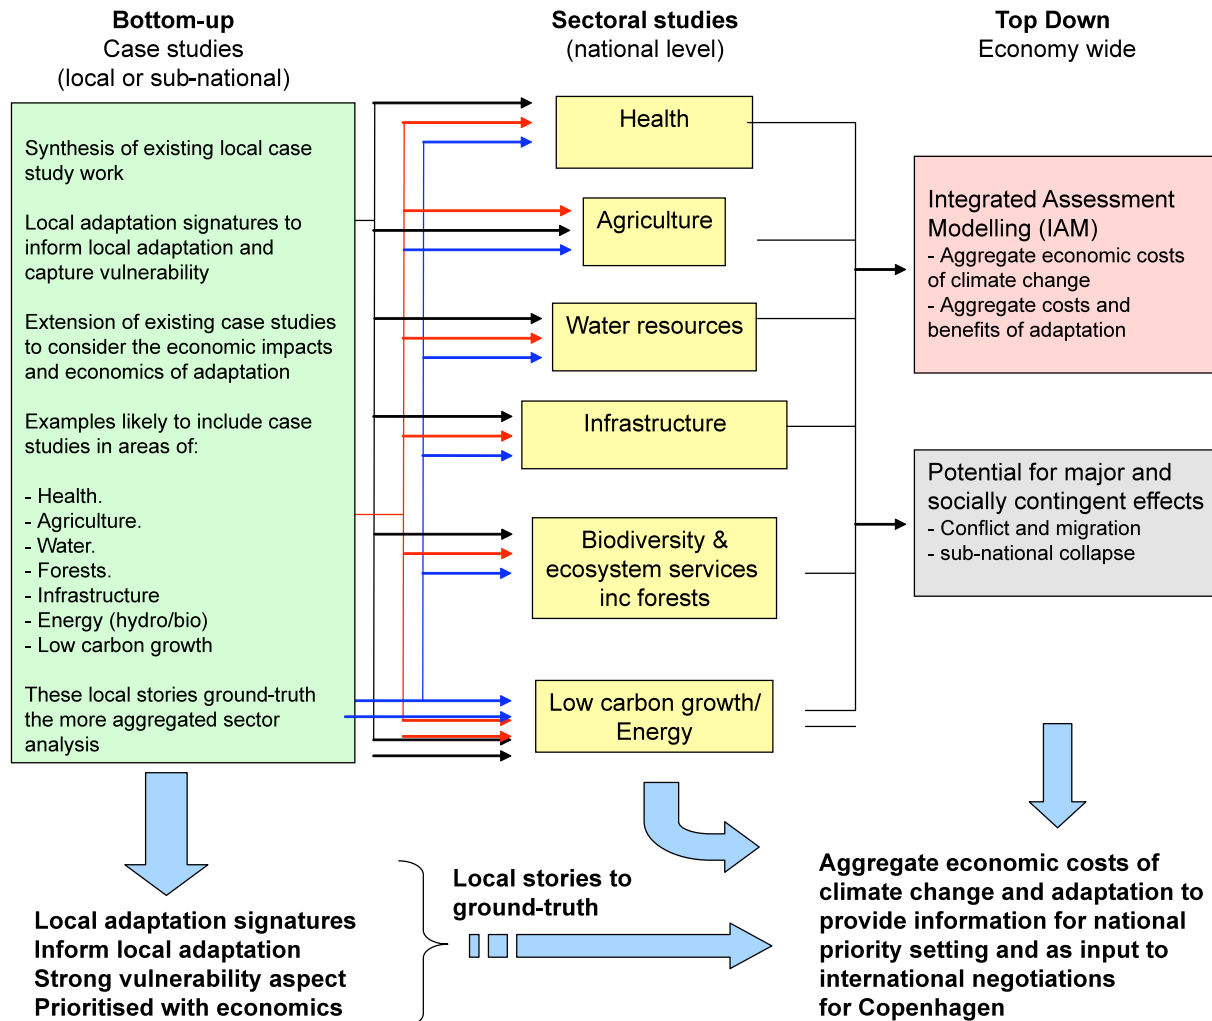 Bottom-up
Case studies
(local or sub-national)
Sectoral studies
(national level)
Top Down
Economy wide
Synthesis of existing local case
study work
Local adaptation signatures to
inform local adaptation and
capture vulnerability
Extension of existing case studies
to consider the economic impacts
and economics of adaptation
Examples likely to include case
studies in areas of:
- Health.
- Agriculture.
- Water.
- Forests.
- Infrastructure
- Energy (hydro/bio)
- Low carbon growth
These local stories ground-truth
the more aggregated sector
analysis
Health
Agriculture
Water resources
Infrastructure
Biodiversity &
ecosystem services
inc forests
Low carbon growth/
Energy
Integrated Assessment
Modelling (IAM)
- Aggregate economic costs
of climate change
- Aggregate costs and
benefits of adaptation
Potential for major and
socially contingent effects
- Conflict and migration
- sub-national collapse
Local adaptation signatures
Inform local adaptation
Strong vulnerability aspect
Prioritised with economics
Local stories to
ground-truth
Aggregate economic costs of
climate change and adaptation to
provide information for national
priority setting and as input to
international negotiations
for Copenhagen